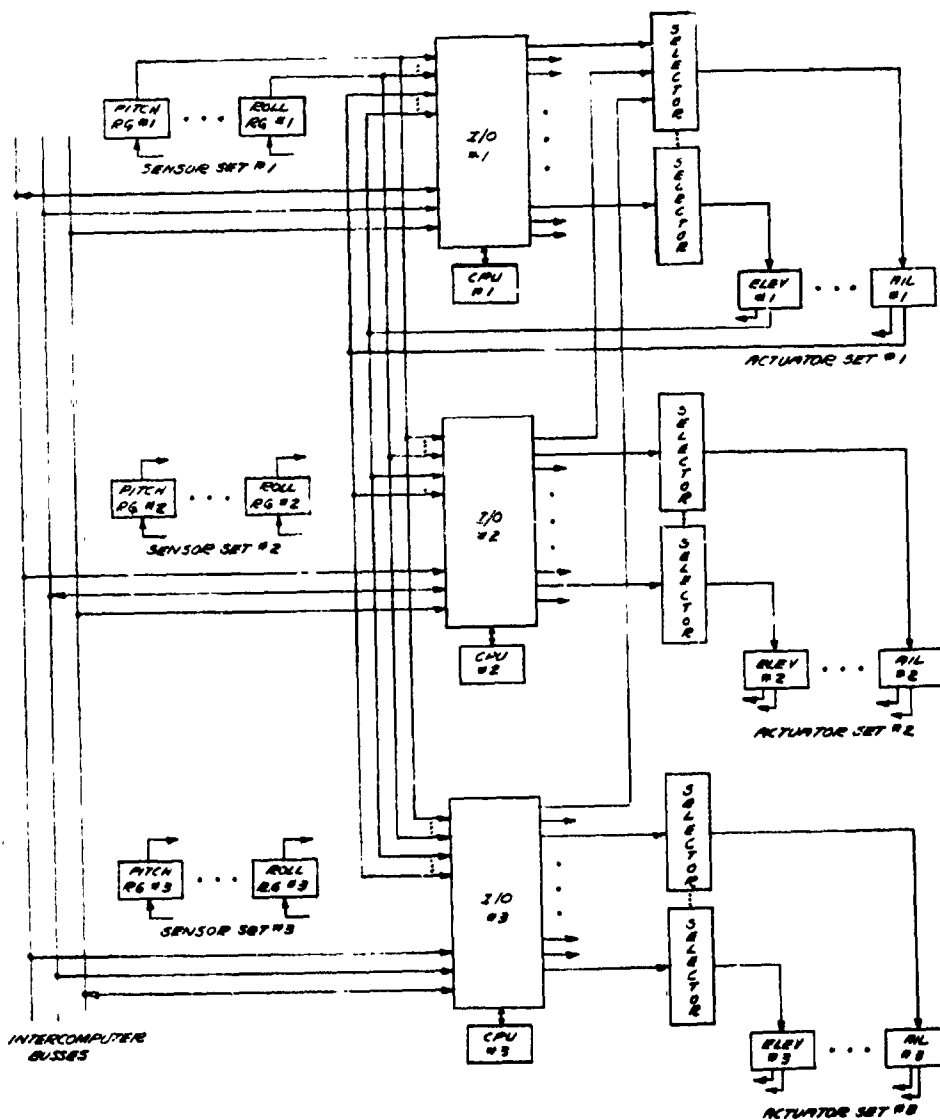 SELECTOR
PITCH
RG #1
ROLL
RG #1
SENSOR SET #1
I/O
#1
CPU
#1
SELECTOR
ELEV
#1
AIL
#1
ACTUATOR SET #1
SELECTOR
PITCH
RG #2
ROLL
RG #2
SENSOR SET #2
I/O
#2
CPU
#2
SELECTOR
ELEV
#2
AIL
#2
ACTUATOR SET #2
SELECTOR
PITCH
RG #3
ROLL
RG #3
SENSOR SET #3
I/O
#3
CPU
#3
SELECTOR
INTERCOMPUTER
BUSSES
ELEV
#3
AIL
#3
ACTUATOR SET #3